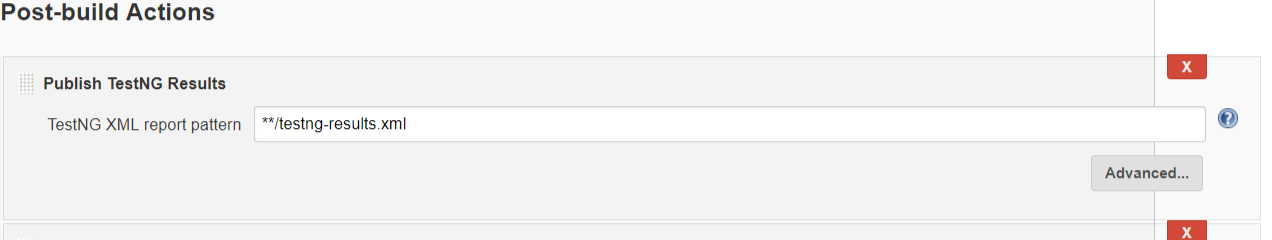 Post-build Actions
X
Publish TestNG Results
TestNG XML report pattern **/testng-results.xml
Advanced...
X